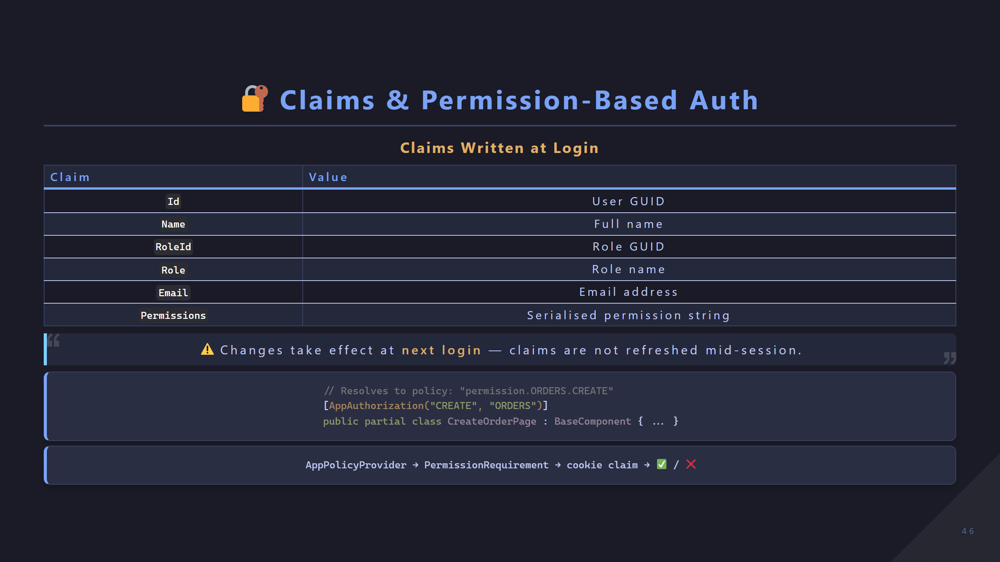 🔐 Claims & Permission-Based Auth
Claims Written at Login
Claim Value
Id User GUID
Name Full name
RoleId Role GUID
Role Role name
Email Email address
Permissions Serialised permission string
“
⚠️ Changes take effect at next login — claims are not refreshed mid-session.
”
// Resolves to policy: "permission.ORDERS.CREATE"
[AppAuthorization("CREATE", "ORDERS")]
public partial class CreateOrderPage : BaseComponent { ... }
AppPolicyProvider → PermissionRequirement → cookie claim → ✅ / ❌
46